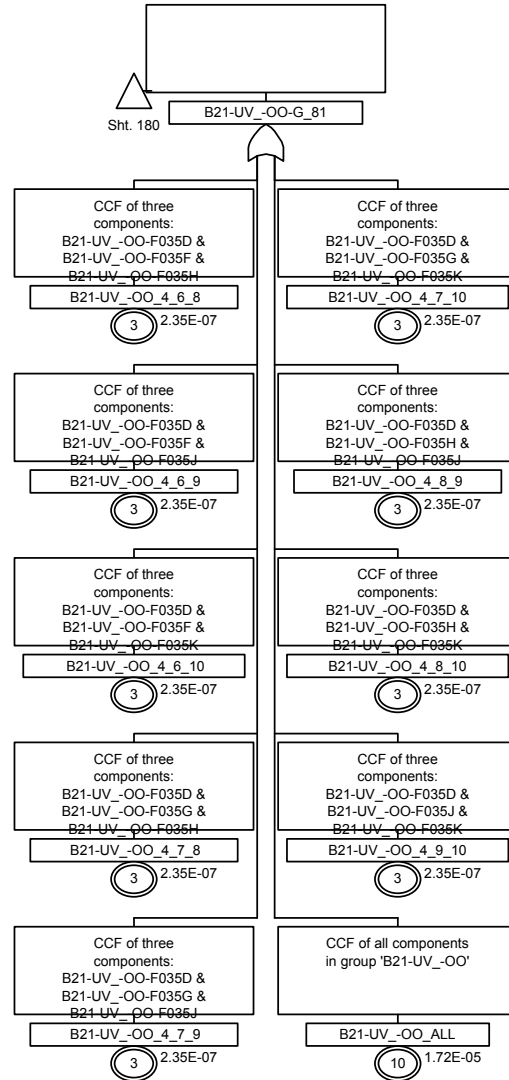 Sht. 180
B21-UV_-OO-G_81
CCF of three
components:
B21-UV_-OO-F035D &
B21-UV_-OO-F035F &
B21-UV_-OO-F035H
B21-UV_-OO_4_6_8
3
2.35E-07
CCF of three
components:
B21-UV_-OO-F035D &
B21-UV_-OO-F035G &
B21-UV_-OO-F035K
B21-UV_-OO_4_7_10
3
2.35E-07
CCF of three
components:
B21-UV_-OO-F035D &
B21-UV_-OO-F035F &
B21-UV_-OO-F035J
B21-UV_-OO_4_6_9
3
2.35E-07
CCF of three
components:
B21-UV_-OO-F035D &
B21-UV_-OO-F035H &
B21-UV_-OO-F035J
B21-UV_-OO_4_8_9
3
2.35E-07
CCF of three
components:
B21-UV_-OO-F035D &
B21-UV_-OO-F035F &
B21-UV_-OO-F035K
B21-UV_-OO_4_6_10
3
2.35E-07
CCF of three
components:
B21-UV_-OO-F035D &
B21-UV_-OO-F035H &
B21-UV_-OO-F035K
B21-UV_-OO_4_8_10
3
2.35E-07
CCF of three
components:
B21-UV_-OO-F035D &
B21-UV_-OO-F035G &
B21-UV_-OO-F035H
B21-UV_-OO_4_7_8
3
2.35E-07
CCF of three
components:
B21-UV_-OO-F035D &
B21-UV_-OO-F035J &
B21-UV_-OO-F035K
B21-UV_-OO_4_9_10
3
2.35E-07
CCF of three
components:
B21-UV_-OO-F035D &
B21-UV_-OO-F035G &
B21-UV_-OO-F035J
B21-UV_-OO_4_7_9
3
2.35E-07
CCF of all components
in group 'B21-UV_-OO'
B21-UV_-OO_ALL
10
1.72E-05